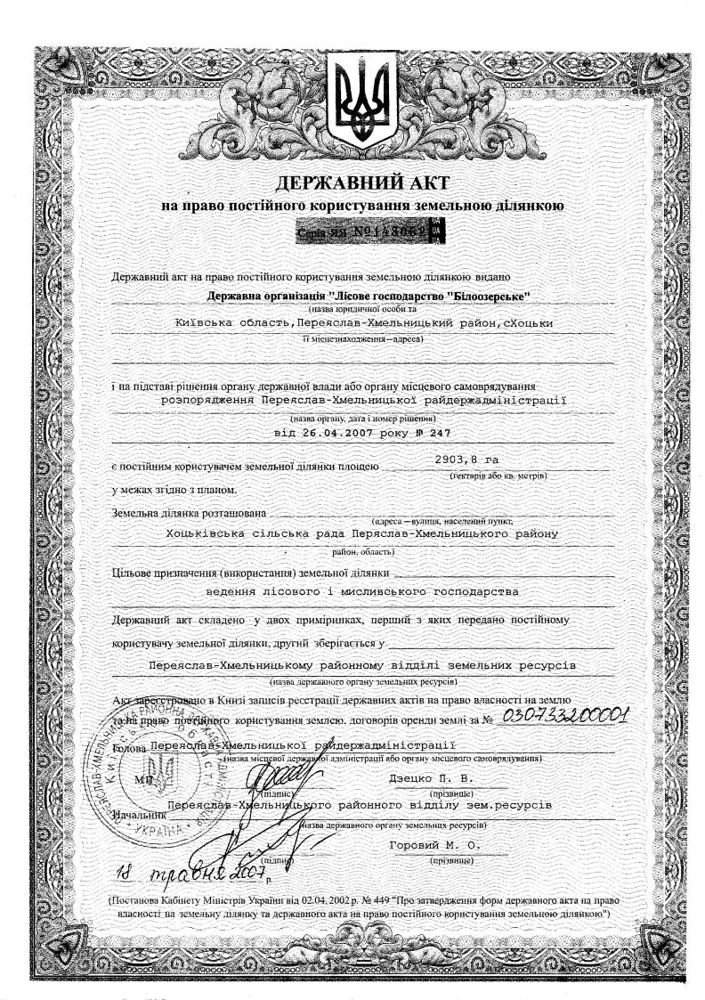 ДЕРЖАВНИЙ АКТ
на право постійного користування земельною ділянкою
Серія ЯЯ №
UA
UA
UA
Державний акт на право постійного користування земельною ділянкою видано
Державна організація "Лісове господарство "Білоозерське"
(назва юридичної особи та
Київська область,Переяслав-Хмельницький район,сХоцьки
її місцезнаходження—адреса)
і на підставі рішення органу державної влади або органу місцевого самоврядування
розпорядження Переяслав-Хмельницької райдержадміністрації
(назва органу, дата і номер рішення)
від 26.04.2007 року № 247
є постійним користувачем земельної ділянки площею 2903,8 га
(гектарів або кв. метрів)
у межах згідно з планом.
Земельна ділянка розташована
(адреса—вулиця, населений пункт,
Хоцьківська сільська рада Переяслав-Хмельницького району
район, область)
Цільове призначення (використання) земельної ділянки
ведення лісового і мисливського господарства
Державний акт складено у двох примірниках, перший з яких передано постійному
користувачу земельної ділянки, другий зберігається у
Переяслав-Хмельницькому районному відділі земельних ресурсів
(назва державного органу земельних ресурсів)
Акт зареєстровано в Книзі записів реєстрації державних актів на право власності на землю
та на право постійного користування землею, договорів оренди землі за № 030733200001
Голова Переяслав-Хмельницької райдержадміністрації
(назва місцевої державної адміністрації або органу місцевого самоврядування)
МП
Дзецко П. В.
(підпис) (прізвище)
Переяслав-Хмельницького районного відділу зем.ресурсів
Начальник
(назва державного органу земельних ресурсів)
Горовий М. О.
(підпис) (прізвище)
18 травня 2007 р.
(Постанова Кабінету Міністрів України від 02.04.2002 р. № 449 "Про затвердження форм державного акта на право
власності на земельну ділянку та державного акта на право постійного користування земельною ділянкою")
ПЕРЕЯСЛАВ-ХМЕЛЬНИЦЬКА РАЙОННА ДЕРЖАВНА АДМІНІСТРАЦІЯ
Київська область
* УКРАЇНА *